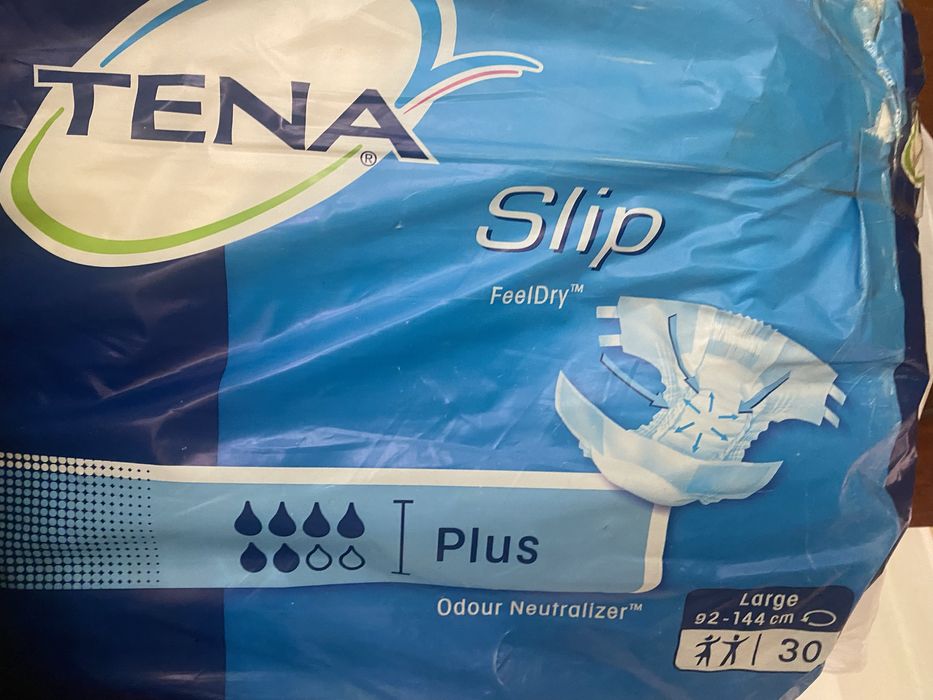 TENA®
Slip
FeelDry™
Plus
Odour Neutralizer™
Large
92-144 cm
30